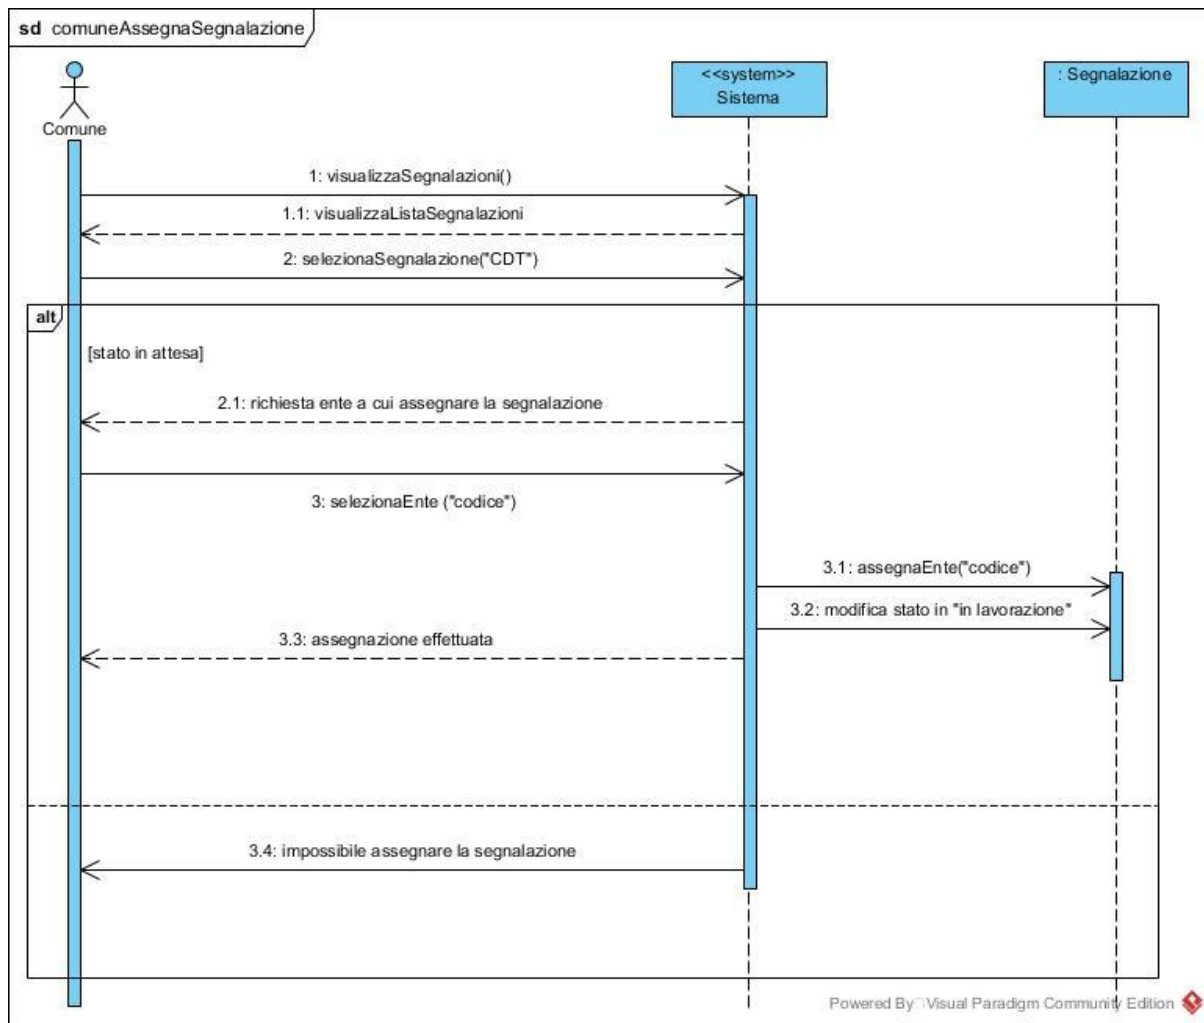 sd comuneAssegnaSegnalazione
<<system>>
Sistema
: Segnalazione
Comune
1: visualizzaSegnalazioni()
1.1: visualizzaListaSegnalazioni
2: selezionaSegnalazione("CDT")
alt
[stato in attesa]
2.1: richiesta ente a cui assegnare la segnalazione
3: selezionaEnte ("codice")
3.1: assegnaEnte("codice")
3.2: modifica stato in "in lavorazione"
3.3: assegnazione effettuata
3.4: impossibile assegnare la segnalazione
Powered By Visual Paradigm Community Edition